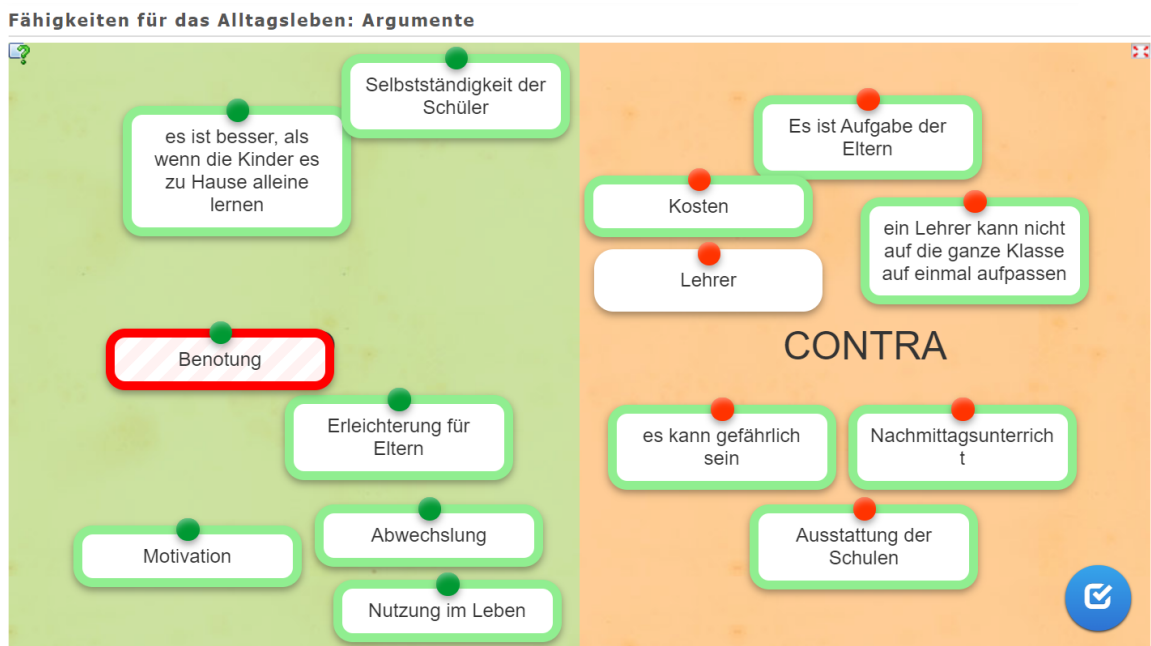 Fähigkeiten für das Alltagsleben: Argumente
Selbstständigkeit der
Schüler
es ist besser, als
wenn die Kinder es
zu Hause alleine
lernen
Benotung
Erleichterung für
Eltern
Abwechslung
Motivation
Nutzung im Leben
Es ist Aufgabe der
Eltern
Kosten
ein Lehrer kann nicht
auf die ganze Klasse
auf einmal aufpassen
Lehrer
CONTRA
es kann gefährlich
sein
Nachmittagsunterrich
t
Ausstattung der
Schulen